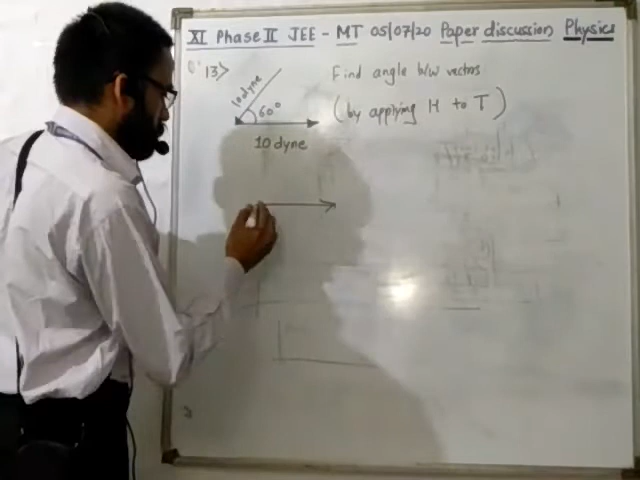 XI Phase II JEE - MT 05/07/20 Paper discussion Physics
Q. 13> Find angle b/w vectors
10 dyne
60°
(by applying H to T)
10 dyne